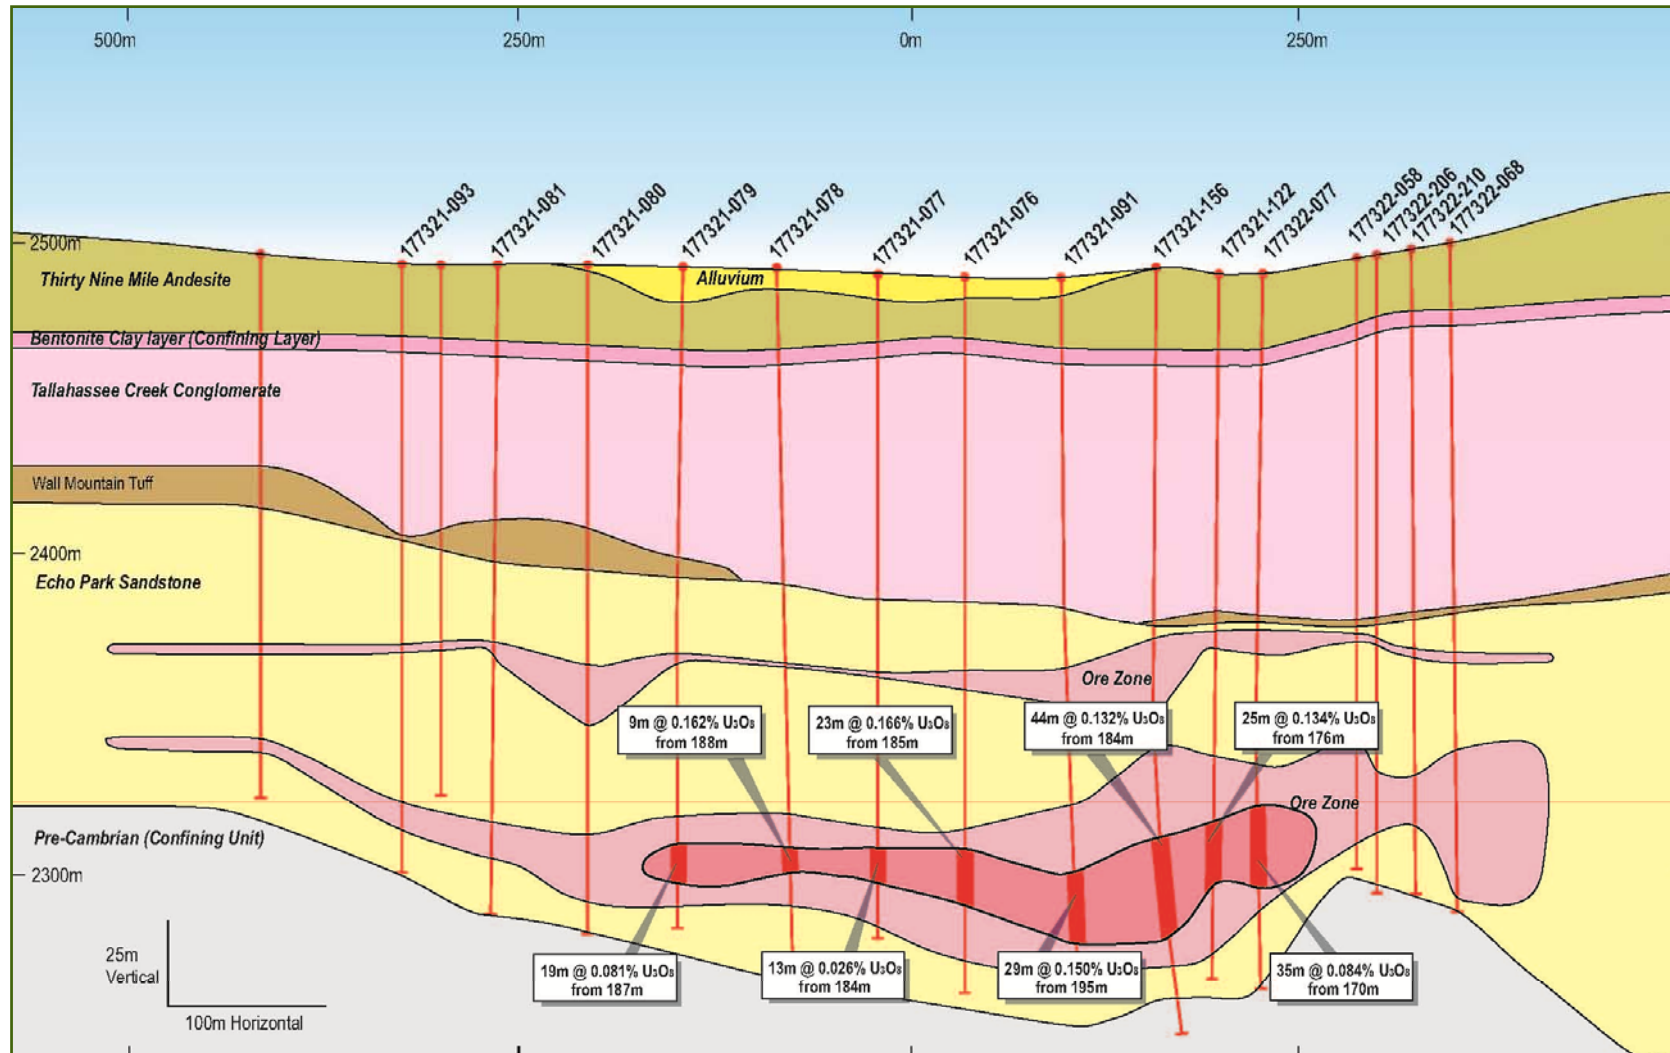 500m
250m
0m
250m
177321-093
177321-081
177321-080
177321-079
177321-078
177321-077
177321-076
177321-091
177321-156
177321-122
177322-077
177322-058
177322-206
177322-210
177322-068
2500m
Thirty Nine Mile Andesite
Alluvium
Bentonite Clay layer (Confining Layer)
Tallahassee Creek Conglomerate
Wall Mountain Tuff
2400m
Echo Park Sandstone
Ore Zone
9m @ 0.162% U₃O₈
from 188m
23m @ 0.166% U₃O₈
from 185m
44m @ 0.132% U₃O₈
from 184m
25m @ 0.134% U₃O₈
from 176m
Ore Zone
Pre-Cambrian (Confining Unit)
2300m
25m
Vertical
100m Horizontal
19m @ 0.081% U₃O₈
from 187m
13m @ 0.026% U₃O₈
from 184m
29m @ 0.150% U₃O₈
from 195m
35m @ 0.084% U₃O₈
from 170m